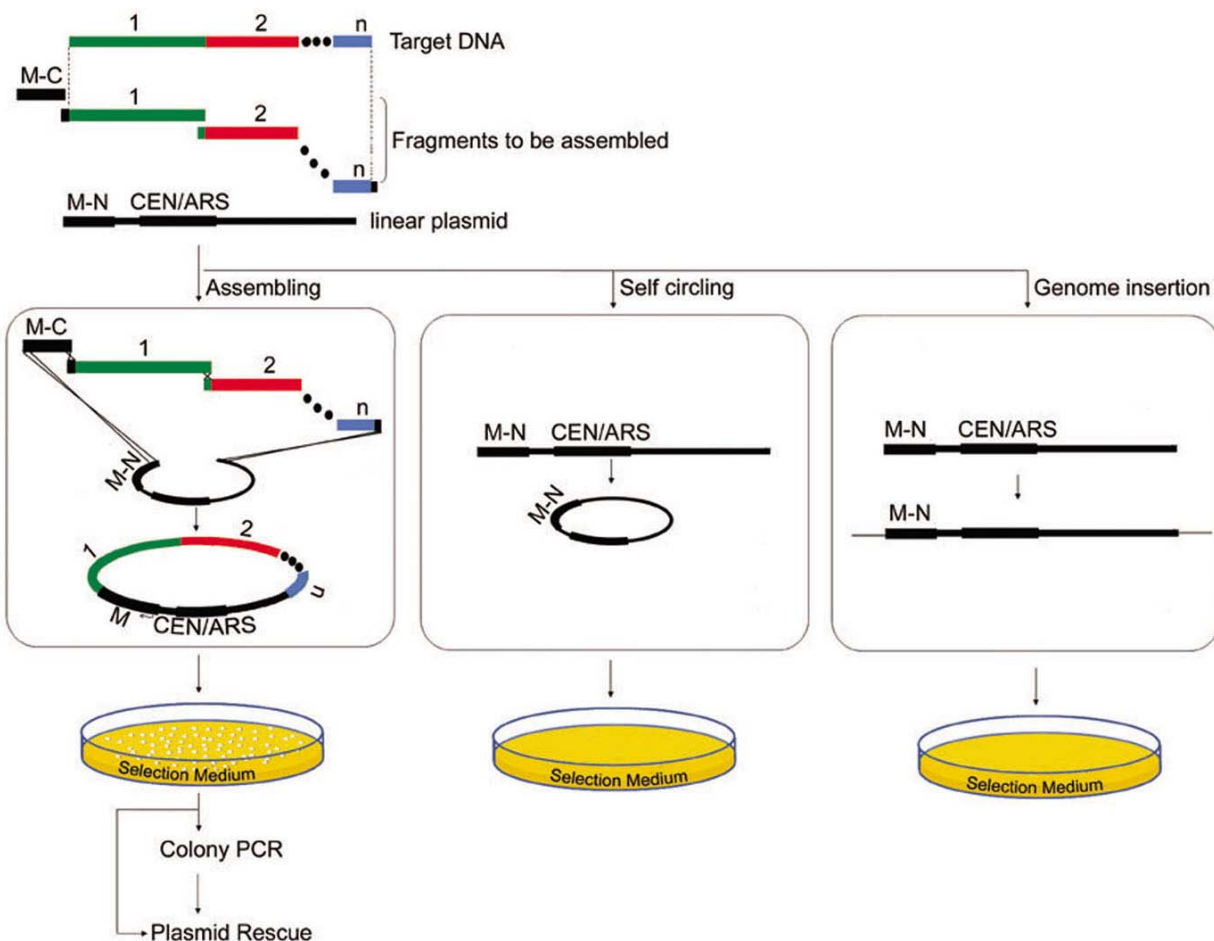 1 2 n Target DNA
M-C
1
2
Fragments to be assembled
n
M-N CEN/ARS
linear plasmid
Assembling Self circling Genome insertion
M-C
1
2
n
M-N
1 2 n
M CEN/ARS
M-N CEN/ARS
M-N
M-N CEN/ARS
M-N
Selection Medium
Selection Medium
Selection Medium
Colony PCR
Plasmid Rescue